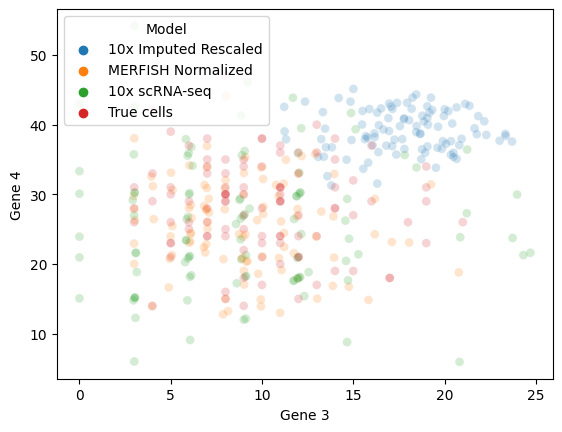 Model
10x Imputed Rescaled
MERFISH Normalized
10x scRNA-seq
True cells
50
40
30
20
10
Gene 4
0
5
10
15
20
25
Gene 3